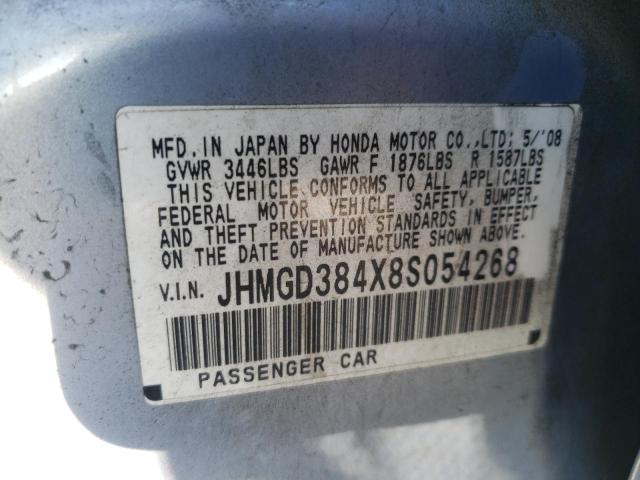 MFD. IN JAPAN BY HONDA MOTOR CO.,LTD; 5/'08
GVWR 3446LBS GAWR F 1876LBS R 1587LBS
THIS VEHICLE CONFORMS TO ALL APPLICABLE
FEDERAL MOTOR VEHICLE SAFETY, BUMPER,
AND THEFT PREVENTION STANDARDS IN EFFECT
ON THE DATE OF MANUFACTURE SHOWN ABOVE.
V.I.N. JHMGD384X8S054268
PASSENGER CAR